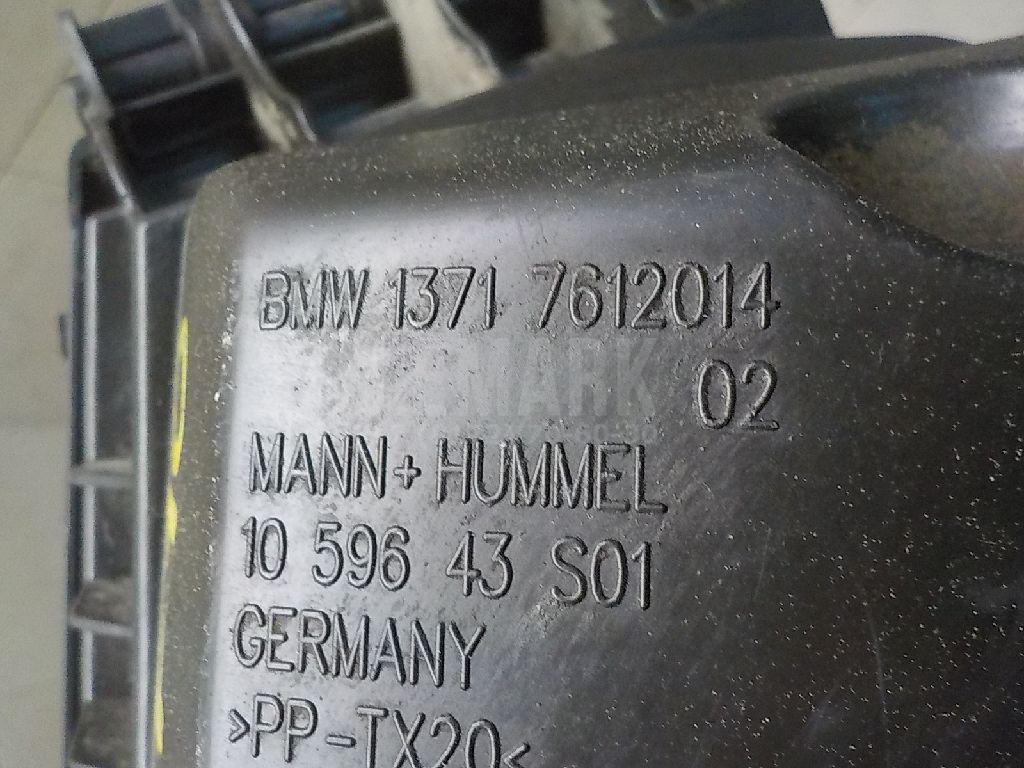 BMW 1371 7612014
02
MANN+HUMMEL
10 596 43 S01
GERMANY
>PP-TX20<